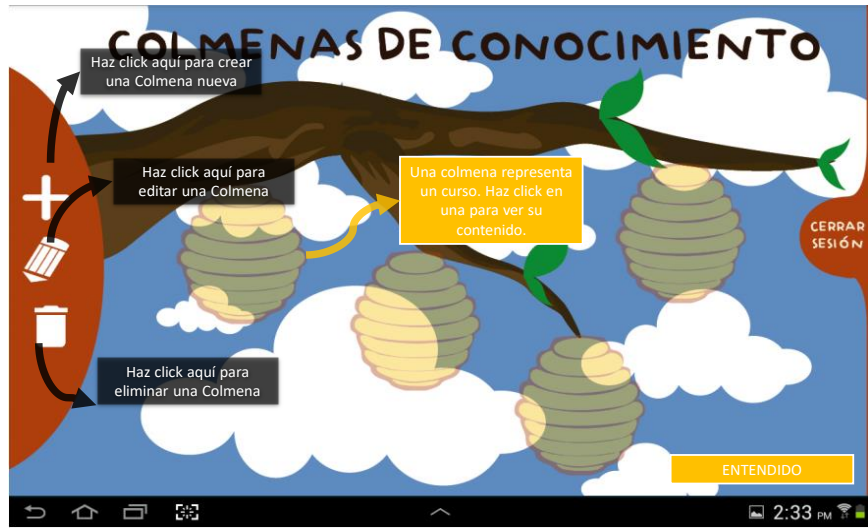 COLMENAS DE CONOCIMIENTO
Haz click aquí para crear
una Colmena nueva
Haz click aquí para
editar una Colmena
Una colmena representa
un curso. Haz click en
una para ver su
contenido.
CERRAR
SESIÓN
Haz click aquí para
eliminar una Colmena
ENTENDIDO
2:33 PM